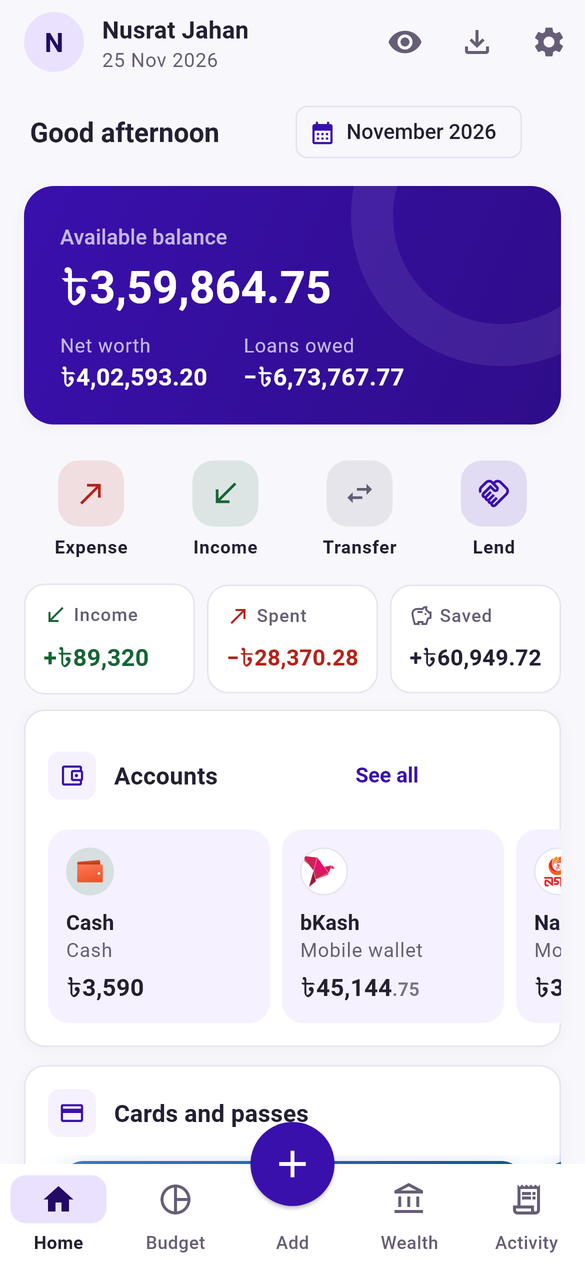 N
Nusrat Jahan
25 Nov 2026
Good afternoon
November 2026
Available balance
৳3,59,864.75
Net worth
Loans owed
৳4,02,593.20
−৳6,73,767.77
Expense
Income
Transfer
Lend
Income
Spent
Saved
+৳89,320
−৳28,370.28
+৳60,949.72
Accounts
See all
Cash
bKash
Na
Cash
Mobile wallet
Mo
৳3,590
৳45,144.75
৳3
Cards and passes
Home
Budget
Add
Wealth
Activity